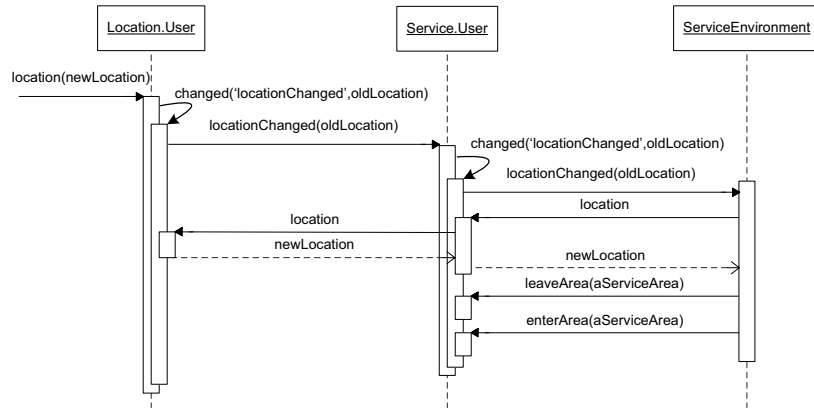 Location.User
Service.User
ServiceEnvironment
location(newLocation)
changed('locationChanged',oldLocation)
locationChanged(oldLocation)
changed('locationChanged',oldLocation)
locationChanged(oldLocation)
location
location
newLocation
newLocation
leaveArea(aServiceArea)
enterArea(aServiceArea)